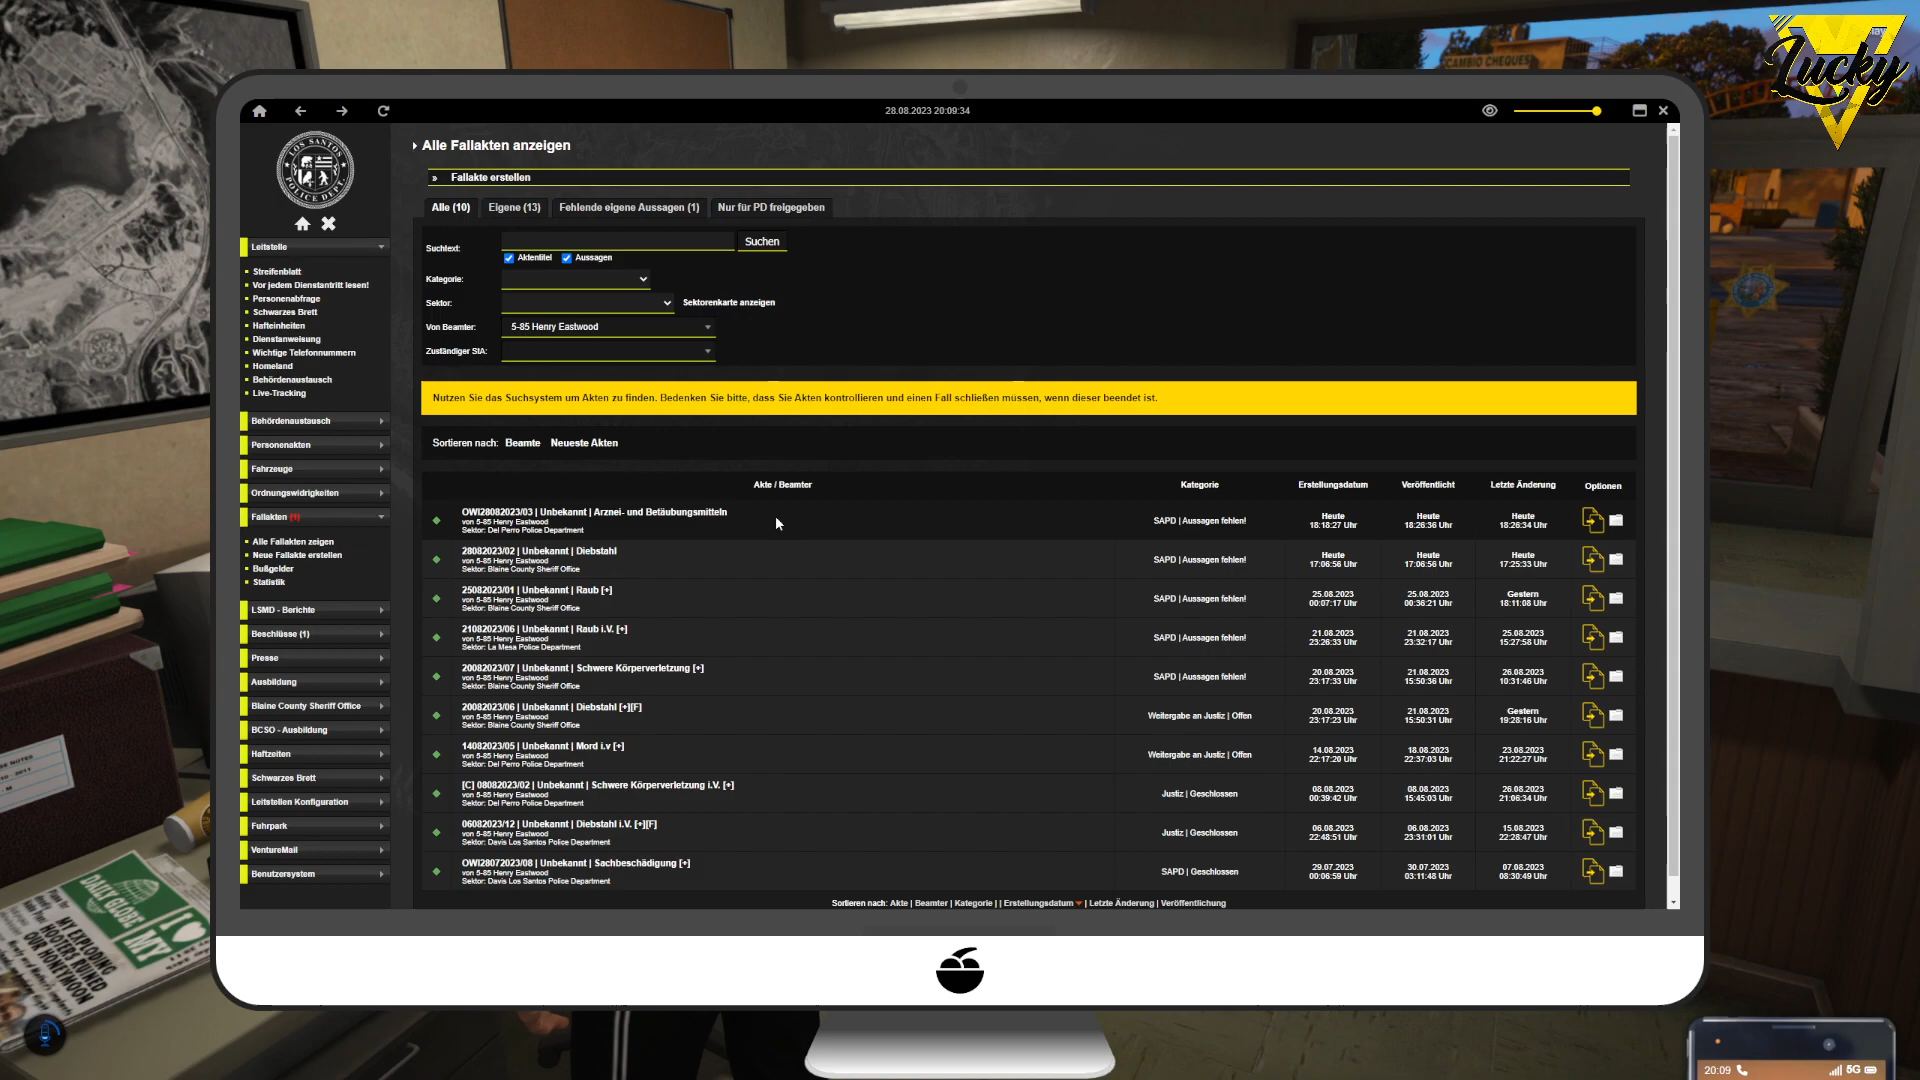 CAMBIO CHEQUES
Lucky
V
28.08.2023 20:09:34
LOS SANTOS
POLICE DEPT.
Leitstelle
Streifenblatt
Vor jedem Dienstantritt lesen!
Personenabfrage
Schwarzes Brett
Hafteinheiten
Dienstanweisung
Wichtige Telefonnummern
Homeland
Behördenaustausch
Live-Tracking
Behördenaustausch
Personenakten
Fahrzeuge
Ordnungswidrigkeiten
Fallakten (1)
Alle Fallakten zeigen
Neue Fallakte erstellen
Bußgelder
Statistik
LSMD - Berichte
Beschlüsse (1)
Presse
Ausbildung
Blaine County Sheriff Office
BCSO - Ausbildung
Haftzeiten
Schwarzes Brett
Leitstellen Konfiguration
Fuhrpark
VentureMail
Benutzersystem
Alle Fallakten anzeigen
» Fallakte erstellen
Alle (10) Eigene (13) Fehlende eigene Aussagen (1) Nur für PD freigegeben
Suchtext: Suchen
Aktentitel Aussagen
Kategorie:
Sektor: Sektorenkarte anzeigen
Von Beamter: 5-85 Henry Eastwood
Zuständiger StA:
Nutzen Sie das Suchsystem um Akten zu finden. Bedenken Sie bitte, dass Sie Akten kontrollieren und einen Fall schließen müssen, wenn dieser beendet ist.
Sortieren nach: Beamte Neueste Akten
Akte / Beamter Kategorie Erstellungsdatum Veröffentlicht Letzte Änderung Optionen
OWI28082023/03 | Unbekannt | Arznei- und Betäubungsmitteln
von 5-85 Henry Eastwood
Sektor: Del Perro Police Department
SAPD | Aussagen fehlen!
Heute 18:18:27 Uhr
Heute 18:26:36 Uhr
Heute 18:26:34 Uhr
28082023/02 | Unbekannt | Diebstahl
von 5-85 Henry Eastwood
Sektor: Blaine County Sheriff Office
SAPD | Aussagen fehlen!
Heute 17:06:56 Uhr
Heute 17:06:56 Uhr
Heute 17:25:33 Uhr
25082023/01 | Unbekannt | Raub [+]
von 5-85 Henry Eastwood
Sektor: Blaine County Sheriff Office
SAPD | Aussagen fehlen!
25.08.2023 00:07:17 Uhr
25.08.2023 00:36:21 Uhr
Gestern 18:11:08 Uhr
21082023/06 | Unbekannt | Raub i.V. [+]
von 5-85 Henry Eastwood
Sektor: La Mesa Police Department
SAPD | Aussagen fehlen!
21.08.2023 23:26:33 Uhr
21.08.2023 23:32:17 Uhr
25.08.2023 15:27:58 Uhr
20082023/07 | Unbekannt | Schwere Körperverletzung [+]
von 5-85 Henry Eastwood
Sektor: Blaine County Sheriff Office
SAPD | Aussagen fehlen!
20.08.2023 23:17:33 Uhr
21.08.2023 15:50:36 Uhr
26.08.2023 10:31:46 Uhr
20082023/06 | Unbekannt | Diebstahl [+][F]
von 5-85 Henry Eastwood
Sektor: Blaine County Sheriff Office
Weitergabe an Justiz | Offen
20.08.2023 23:17:23 Uhr
21.08.2023 15:50:31 Uhr
Gestern 19:28:16 Uhr
14082023/05 | Unbekannt | Mord i.v [+]
von 5-85 Henry Eastwood
Sektor: Del Perro Police Department
Weitergabe an Justiz | Offen
14.08.2023 22:17:20 Uhr
18.08.2023 22:37:03 Uhr
23.08.2023 21:22:27 Uhr
[C] 08082023/02 | Unbekannt | Schwere Körperverletzung i.V. [+]
von 5-85 Henry Eastwood
Sektor: Del Perro Police Department
Justiz | Geschlossen
08.08.2023 00:39:42 Uhr
08.08.2023 15:45:03 Uhr
26.08.2023 21:06:34 Uhr
06082023/12 | Unbekannt | Diebstahl i.V. [+][F]
von 5-85 Henry Eastwood
Sektor: Davis Los Santos Police Department
Justiz | Geschlossen
06.08.2023 22:48:51 Uhr
06.08.2023 23:31:01 Uhr
15.08.2023 22:28:47 Uhr
OWI28072023/08 | Unbekannt | Sachbeschädigung [+]
von 5-85 Henry Eastwood
Sektor: Davis Los Santos Police Department
SAPD | Geschlossen
29.07.2023 00:06:59 Uhr
30.07.2023 03:11:48 Uhr
07.08.2023 08:30:49 Uhr
Sortieren nach: Akte | Beamter | Kategorie | | Erstellungsdatum | Letzte Änderung | Veröffentlichung
DAILY GLOBE
I MY
MY EXPLODING
HOOTERS RUINED
OUR HONEYMOON
20:09
5G